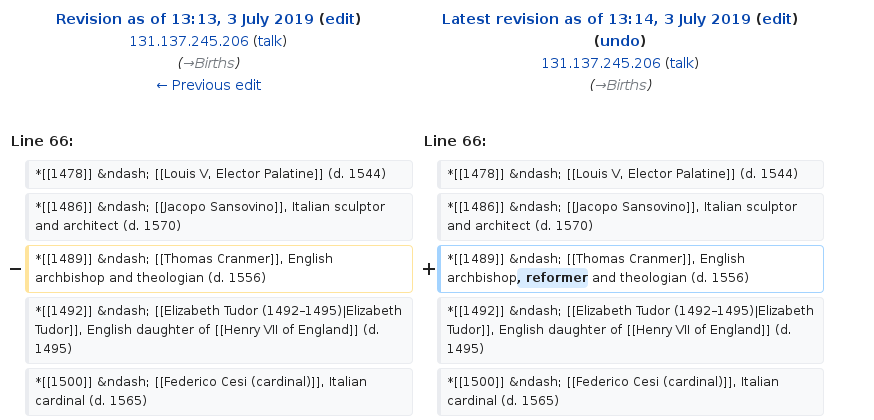 Revision as of 13:13, 3 July 2019 (edit)
131.137.245.206 (talk)
(→Births)
← Previous edit
Latest revision as of 13:14, 3 July 2019 (edit)
(undo)
131.137.245.206 (talk)
(→Births)
Line 66:
Line 66:
*[[1478]] &ndash; [[Louis V, Elector Palatine]] (d. 1544)
*[[1478]] &ndash; [[Louis V, Elector Palatine]] (d. 1544)
*[[1486]] &ndash; [[Jacopo Sansovino]], Italian sculptor
and architect (d. 1570)
*[[1486]] &ndash; [[Jacopo Sansovino]], Italian sculptor
and architect (d. 1570)
− *[[1489]] &ndash; [[Thomas Cranmer]], English
archbishop and theologian (d. 1556)
+ *[[1489]] &ndash; [[Thomas Cranmer]], English
archbishop, reformer and theologian (d. 1556)
*[[1492]] &ndash; [[Elizabeth Tudor (1492–1495)|Elizabeth
Tudor]], English daughter of [[Henry VII of England]] (d.
1495)
*[[1492]] &ndash; [[Elizabeth Tudor (1492–1495)|Elizabeth
Tudor]], English daughter of [[Henry VII of England]] (d.
1495)
*[[1500]] &ndash; [[Federico Cesi (cardinal)]], Italian
cardinal (d. 1565)
*[[1500]] &ndash; [[Federico Cesi (cardinal)]], Italian
cardinal (d. 1565)